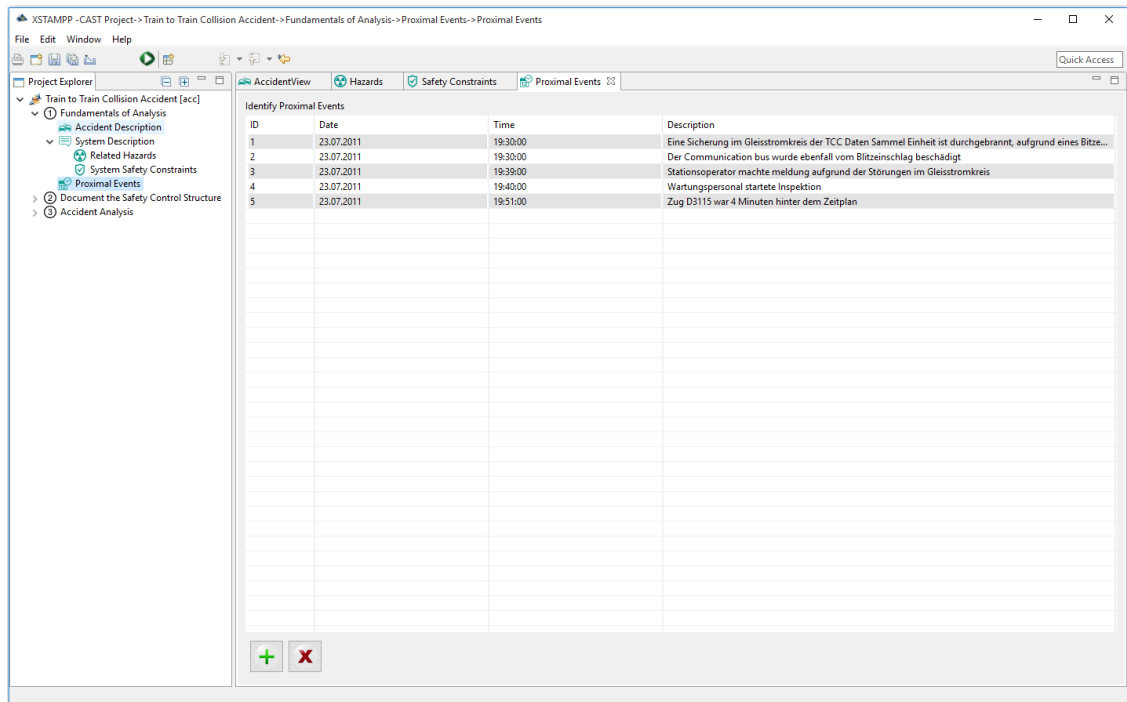 XSTAMPP -CAST Project->Train to Train Collision Accident->Fundamentals of Analysis->Proximal Events->Proximal Events
File Edit Window Help
Quick Access
Project Explorer
Train to Train Collision Accident [acc]
1 Fundamentals of Analysis
Accident Description
System Description
Related Hazards
System Safety Constraints
Proximal Events
2 Document the Safety Control Structure
3 Accident Analysis
AccidentView Hazards Safety Constraints Proximal Events
Identify Proximal Events
ID Date Time Description
1 23.07.2011 19:30:00 Eine Sicherung im Gleisstromkreis der TCC Daten Sammel Einheit ist durchgebrannt, aufgrund eines Bitze...
2 23.07.2011 19:30:00 Der Communication bus wurde ebenfall vom Blitzeinschlag beschädigt
3 23.07.2011 19:39:00 Stationsoperator machte meldung aufgrund der Störungen im Gleisstromkreis
4 23.07.2011 19:40:00 Wartungspersonal startete Inspektion
5 23.07.2011 19:51:00 Zug D3115 war 4 Minuten hinter dem Zeitplan